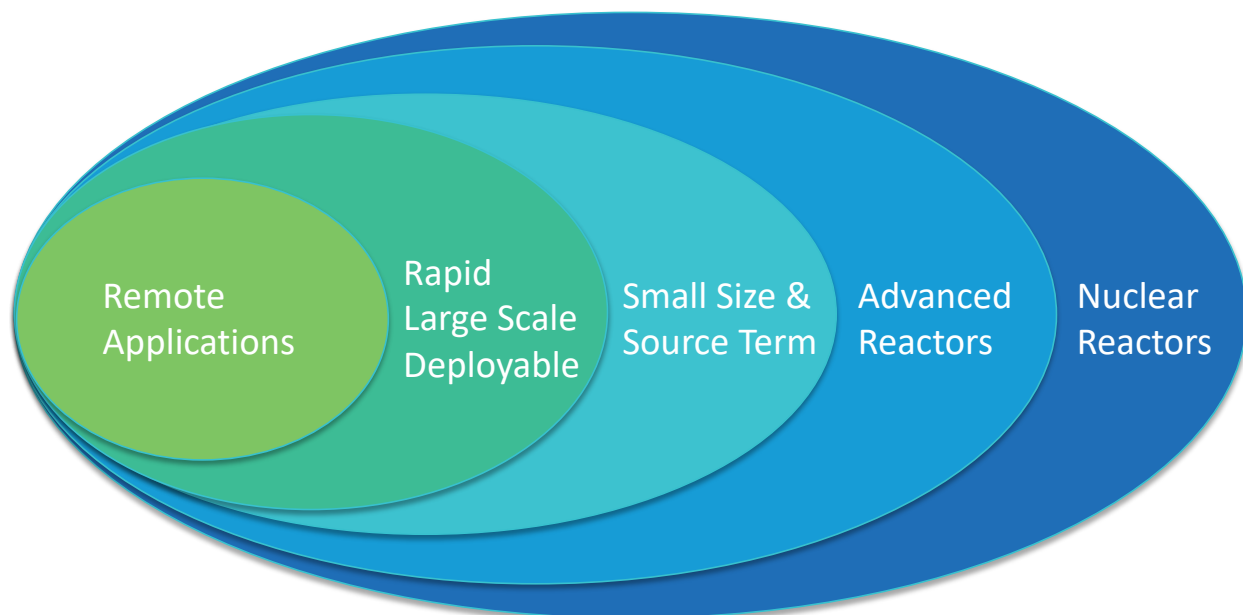 Remote
Applications
Rapid
Large Scale
Deployable
Small Size &
Source Term
Advanced
Reactors
Nuclear
Reactors